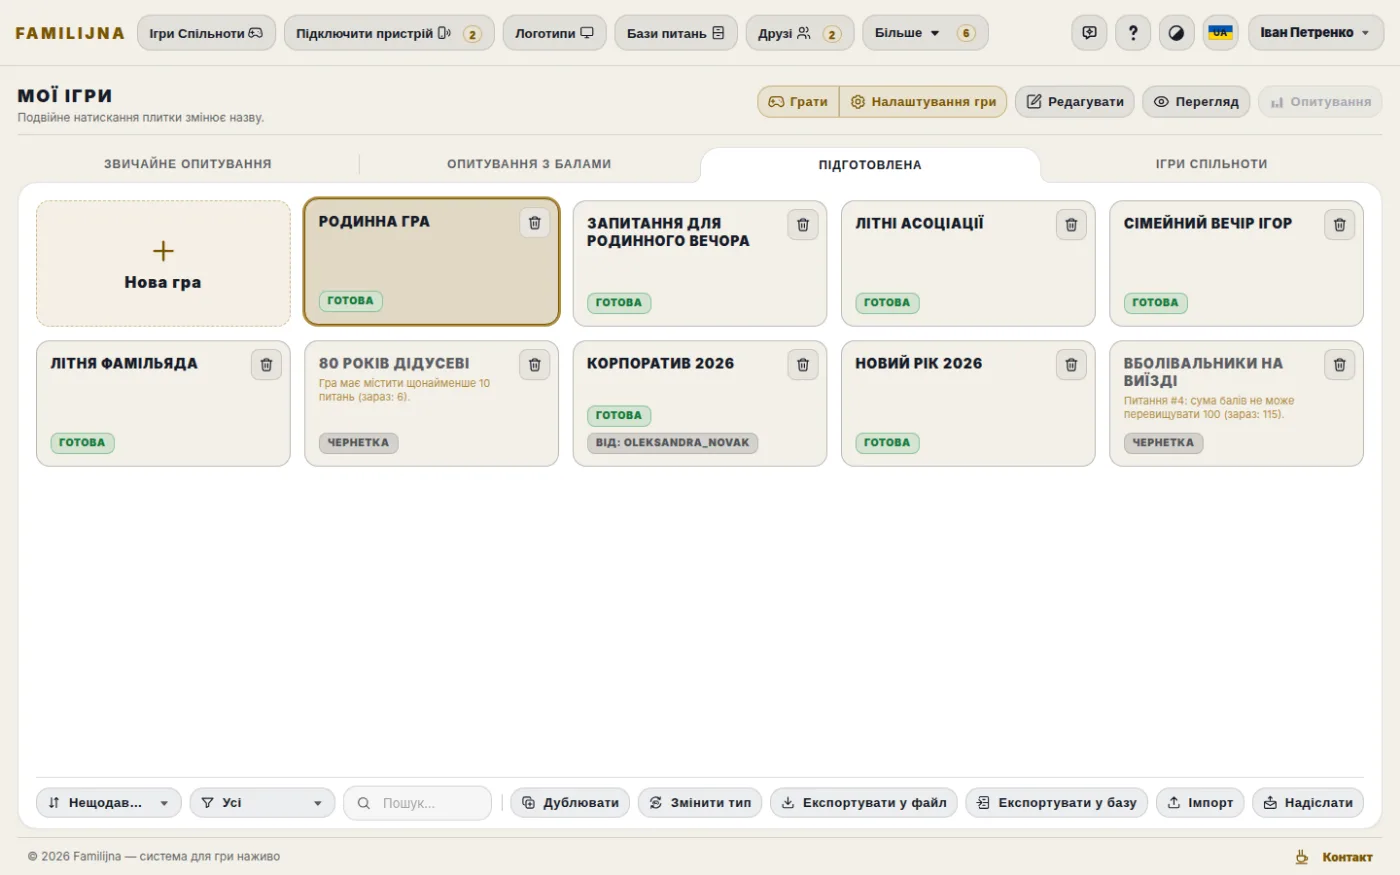 FAMILIJNA
Ігри Спільноти
Підключити пристрій 2
Логотипи
Бази питань
Друзі 2
Більше 6
?
UA
Іван Петренко
МОЇ ІГРИ
Подвійне натискання плитки змінює назву.
Грати
Налаштування гри
Редагувати
Перегляд
Опитування
ЗВИЧАЙНЕ ОПИТУВАННЯ
ОПИТУВАННЯ З БАЛАМИ
ПІДГОТОВЛЕНА
ІГРИ СПІЛЬНОТИ
Нова гра
РОДИННА ГРА
ГОТОВА
ЗАПИТАННЯ ДЛЯ
РОДИННОГО ВЕЧОРА
ГОТОВА
ЛІТНІ АСОЦІАЦІЇ
ГОТОВА
СІМЕЙНИЙ ВЕЧІР ІГОР
ГОТОВА
ЛІТНЯ ФАМІЛЬЯДА
ГОТОВА
80 РОКІВ ДІДУСЕВІ
Гра має містити щонайменше 10
питань (зараз: 6).
ЧЕРНЕТКА
КОРПОРАТИВ 2026
ГОТОВА
ВІД: OLEKSANDRA_NOVAK
НОВИЙ РІК 2026
ГОТОВА
ВБОЛІВАЛЬНИКИ НА
ВИЇЗДІ
Питання #4: сума балів не може
перевищувати 100 (зараз: 115).
ЧЕРНЕТКА
Нещодав...
Усі
Пошук...
Дублювати
Змінити тип
Експортувати у файл
Експортувати у базу
Імпорт
Надіслати
© 2026 Familijna — система для гри наживо
Контакт